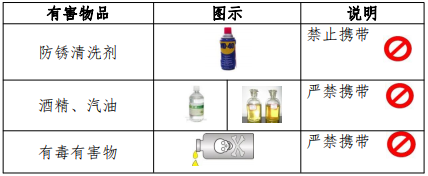 有害物品 图示 说明
防锈清洗剂 禁止携带
酒精、汽油 严禁携带
有毒有害物 严禁携带